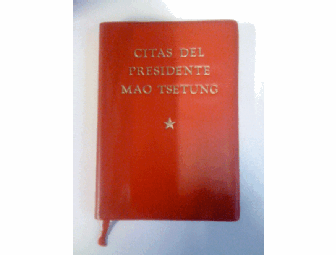 CITAS DEL
PRESIDENTE
MAO TSETUNG